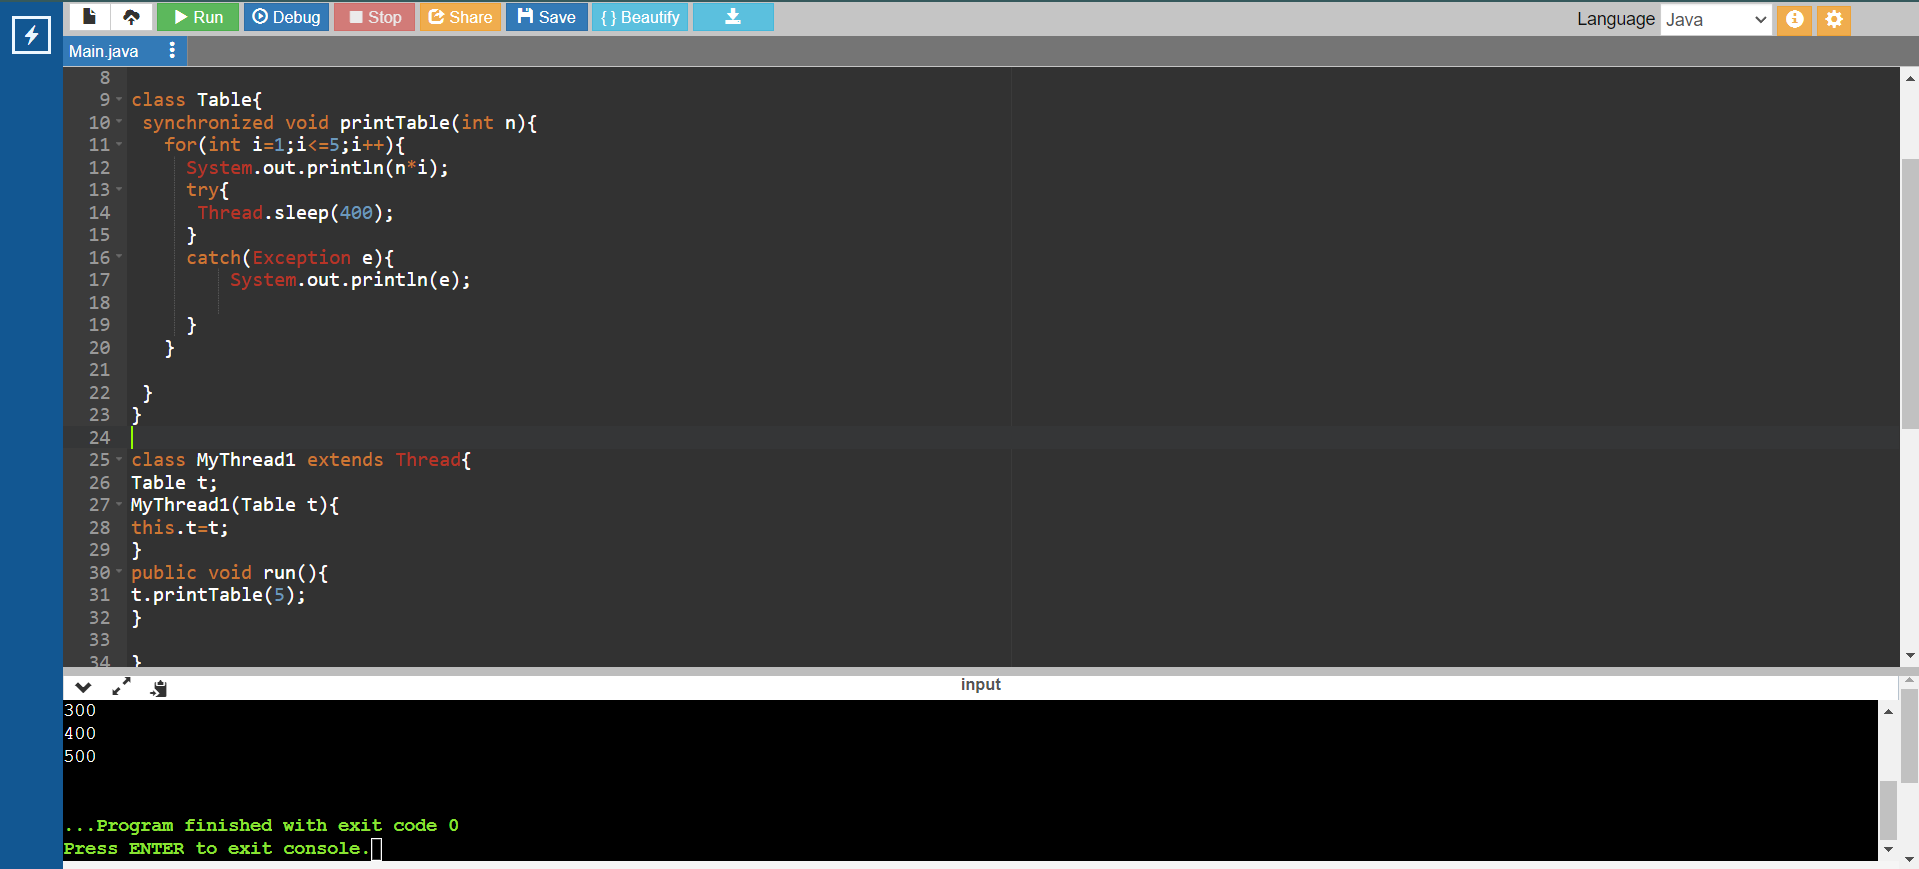 Run Debug Stop Share Save { } Beautify Language Java
Main.java
8
9 class Table{
10 synchronized void printTable(int n){
11 for(int i=1;i<=5;i++){
12 System.out.println(n*i);
13 try{
14 Thread.sleep(400);
15 }
16 catch(Exception e){
17 System.out.println(e);
18
19 }
20 }
21
22 }
23 }
24
25 class MyThread1 extends Thread{
26 Table t;
27 MyThread1(Table t){
28 this.t=t;
29 }
30 public void run(){
31 t.printTable(5);
32 }
33
34 }
input
300
400
500
...Program finished with exit code 0
Press ENTER to exit console.